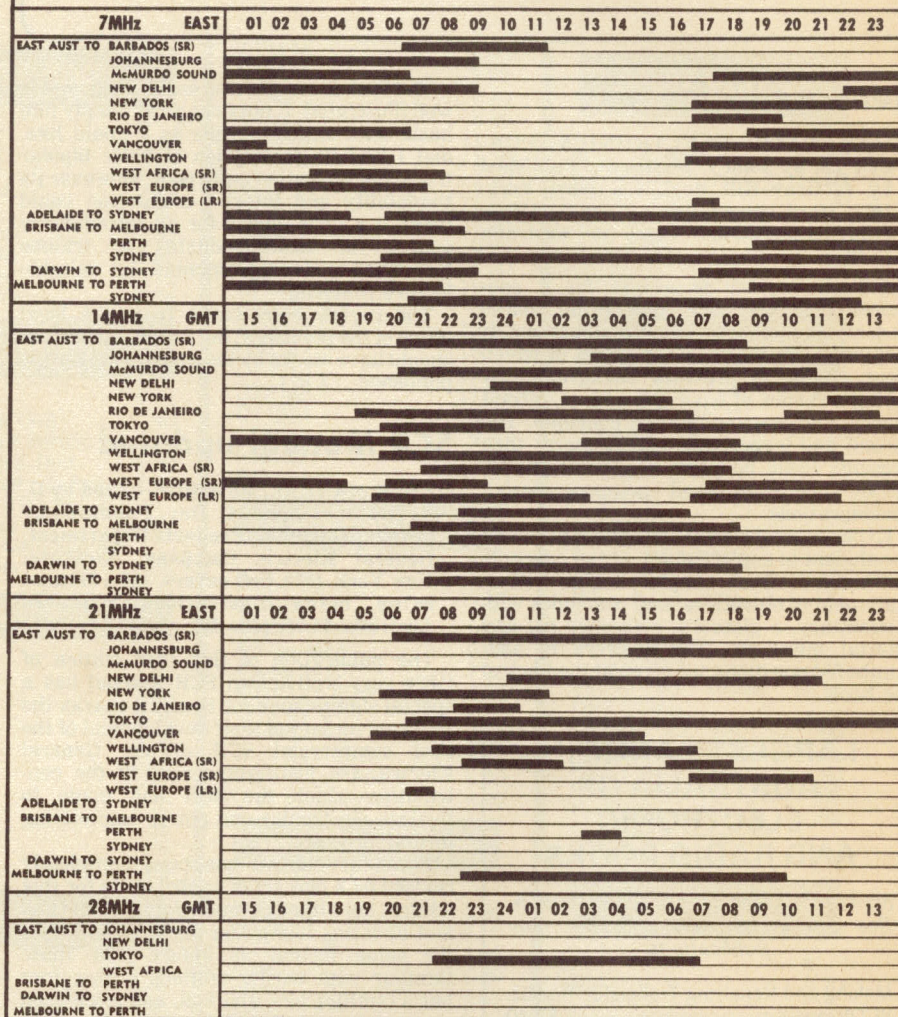 7MHz EAST 01 02 03 04 05 06 07 08 09 10 11 12 13 14 15 16 17 18 19 20 21 22 23
EAST AUST TO BARBADOS (SR)
JOHANNESBURG
McMURDO SOUND
NEW DELHI
NEW YORK
RIO DE JANEIRO
TOKYO
VANCOUVER
WELLINGTON
WEST AFRICA (SR)
WEST EUROPE (SR)
WEST EUROPE (LR)
ADELAIDE TO SYDNEY
BRISBANE TO MELBOURNE
PERTH
SYDNEY
DARWIN TO SYDNEY
MELBOURNE TO PERTH
SYDNEY
14MHz GMT 15 16 17 18 19 20 21 22 23 24 01 02 03 04 05 06 07 08 09 10 11 12 13
EAST AUST TO BARBADOS (SR)
JOHANNESBURG
McMURDO SOUND
NEW DELHI
NEW YORK
RIO DE JANEIRO
TOKYO
VANCOUVER
WELLINGTON
WEST AFRICA (SR)
WEST EUROPE (SR)
WEST EUROPE (LR)
ADELAIDE TO SYDNEY
BRISBANE TO MELBOURNE
PERTH
SYDNEY
DARWIN TO SYDNEY
MELBOURNE TO PERTH
SYDNEY
21MHz EAST 01 02 03 04 05 06 07 08 09 10 11 12 13 14 15 16 17 18 19 20 21 22 23
EAST AUST TO BARBADOS (SR)
JOHANNESBURG
McMURDO SOUND
NEW DELHI
NEW YORK
RIO DE JANEIRO
TOKYO
VANCOUVER
WELLINGTON
WEST AFRICA (SR)
WEST EUROPE (SR)
WEST EUROPE (LR)
ADELAIDE TO SYDNEY
BRISBANE TO MELBOURNE
PERTH
SYDNEY
DARWIN TO SYDNEY
MELBOURNE TO PERTH
SYDNEY
28MHz GMT 15 16 17 18 19 20 21 22 23 24 01 02 03 04 05 06 07 08 09 10 11 12 13
EAST AUST TO JOHANNESBURG
NEW DELHI
TOKYO
WEST AFRICA
BRISBANE TO PERTH
DARWIN TO SYDNEY
MELBOURNE TO PERTH